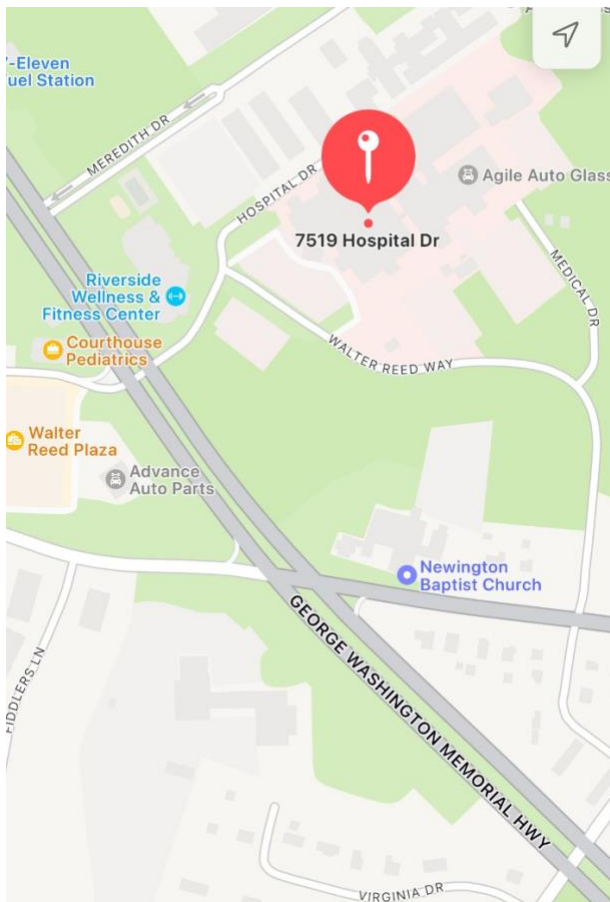 -Eleven
uel Station
MEREDITH DR
HOSPITAL DR
Agile Auto Glass
7519 Hospital Dr
MEDICAL DR
Riverside
Wellness &
Fitness Center
Courthouse
Pediatrics
WALTER REED WAY
Walter
Reed Plaza
Advance
Auto Parts
Newington
Baptist Church
GEORGE WASHINGTON MEMORIAL HWY
FIDDLERS LN
VIRGINIA DR